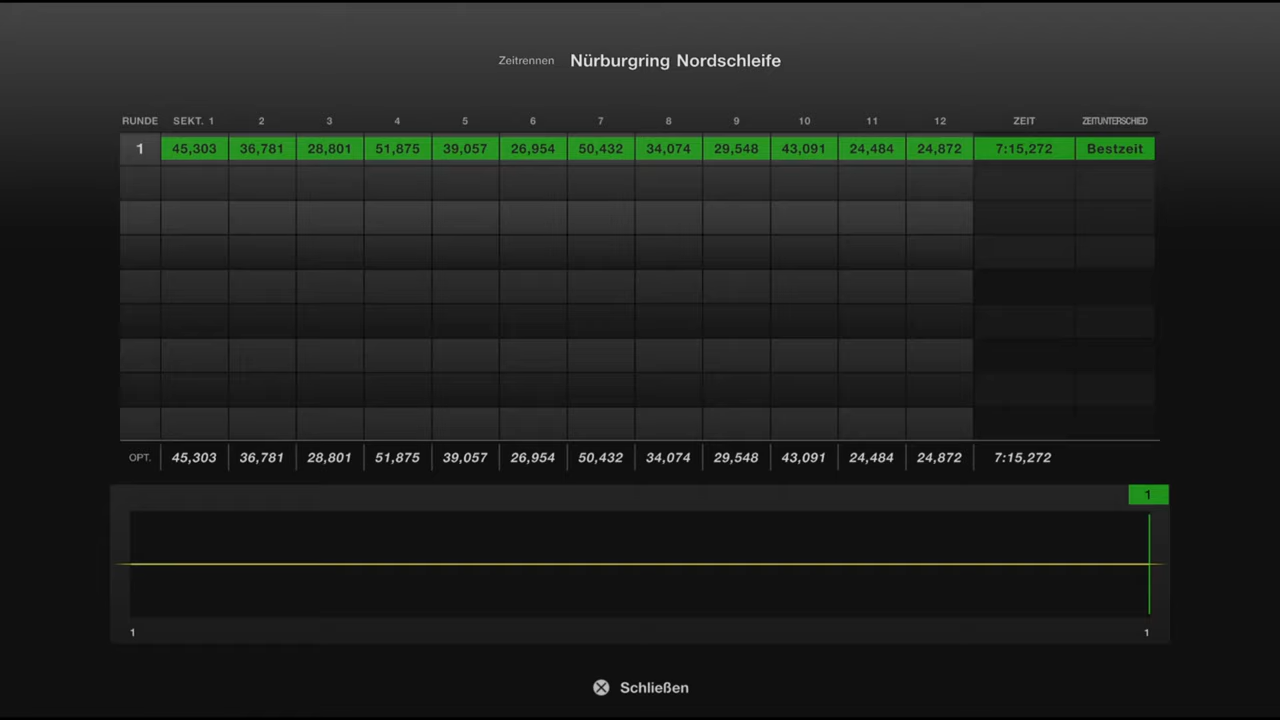 Zeitrennen Nürburgring Nordschleife
RUNDE SEKT. 1 2 3 4 5 6 7 8 9 10 11 12 ZEIT ZEITUNTERSCHIED
1 45,303 36,781 28,801 51,875 39,057 26,954 50,432 34,074 29,548 43,091 24,484 24,872 7:15,272 Bestzeit
OPT. 45,303 36,781 28,801 51,875 39,057 26,954 50,432 34,074 29,548 43,091 24,484 24,872 7:15,272
1
1 1
Schließen